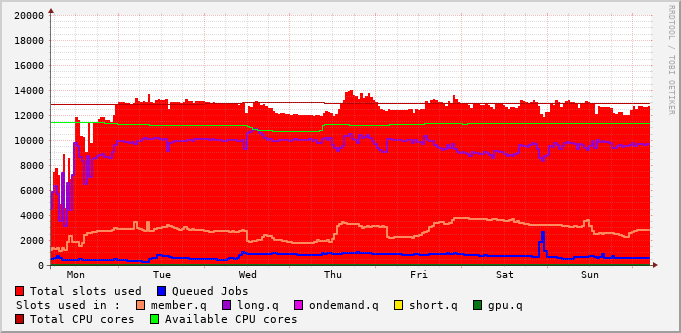 20000
18000
16000
14000
12000
10000
8000
6000
4000
2000
0
Mon Tue Wed Thu Fri Sat Sun
RRDTOOL / TOBI OETIKER
Total slots used Queued Jobs
Slots used in : member.q long.q ondemand.q short.q gpu.q
Total CPU cores Available CPU cores